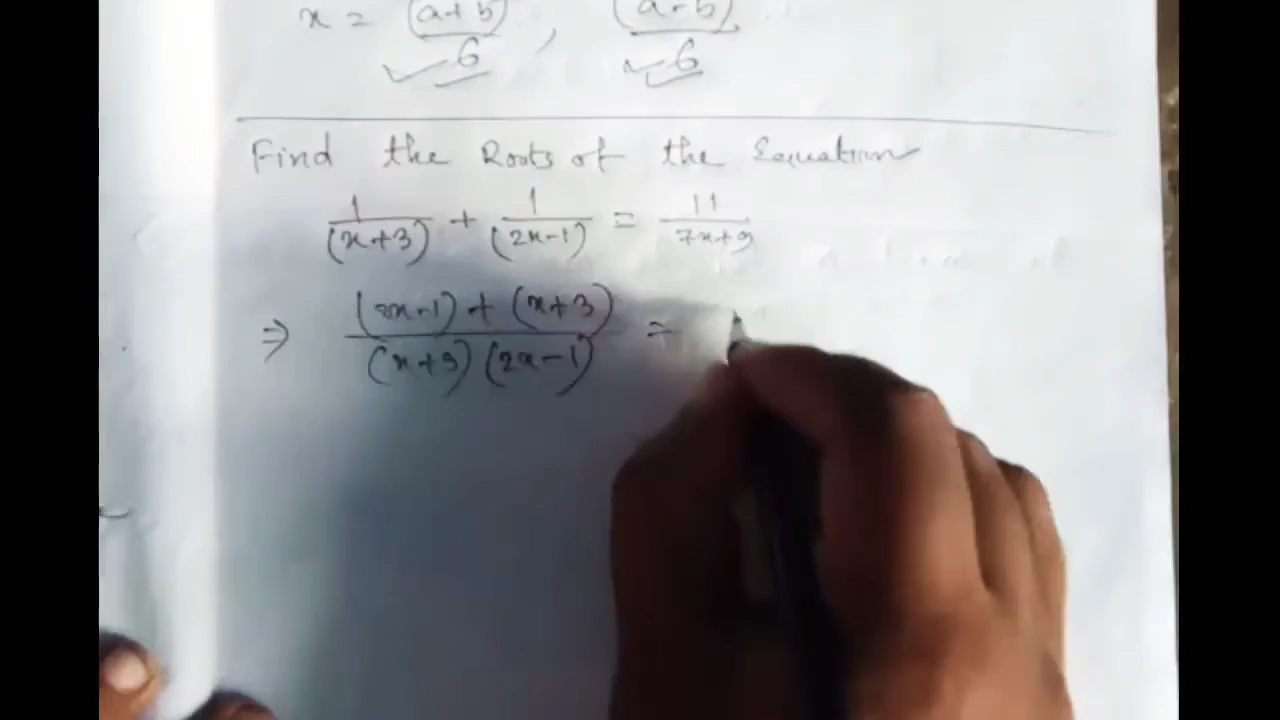 x = (a+b)/6 , (a-b)/6
Find the Roots of the Equation
1/(x+3) + 1/(2x-1) = 11/7x+9
⇒ (2x-1) + (x+3)/(x+3)(2x-1) =